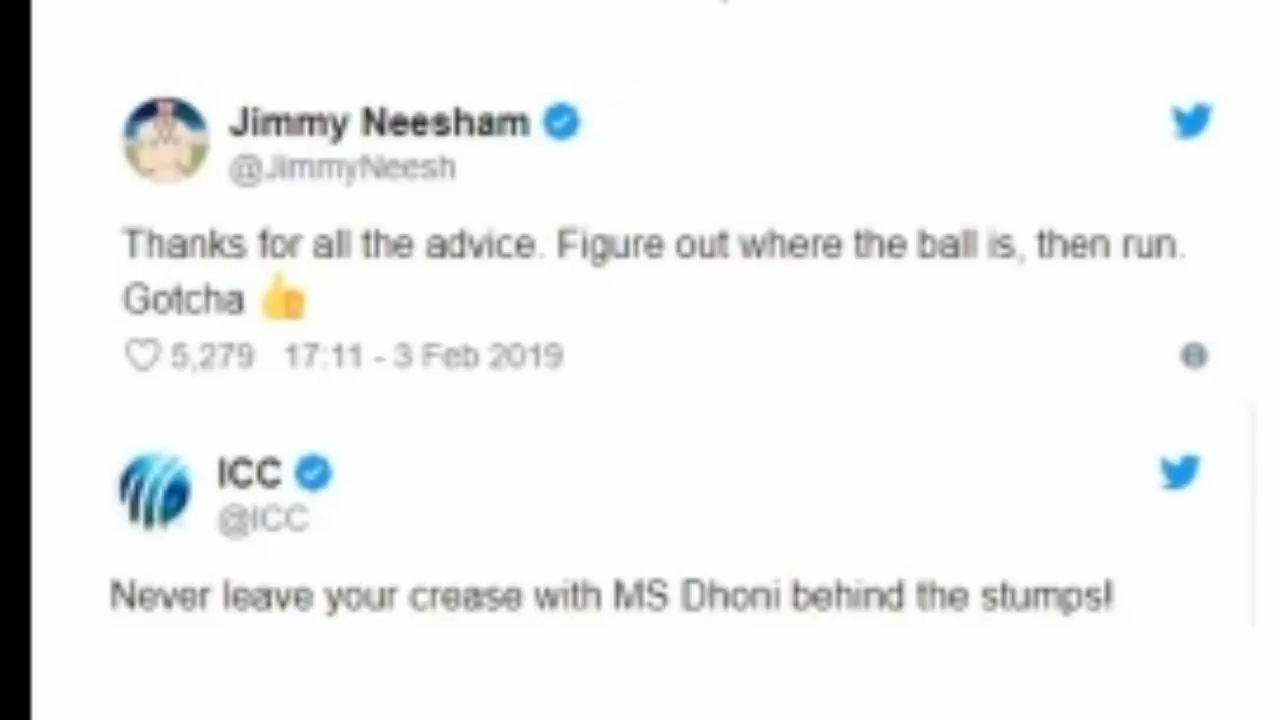 Jimmy Neesham
@JimmyNeesh
Thanks for all the advice. Figure out where the ball is, then run.
Gotcha 👍
5,279 17:11 - 3 Feb 2019
ICC
@ICC
Never leave your crease with MS Dhoni behind the stumps!